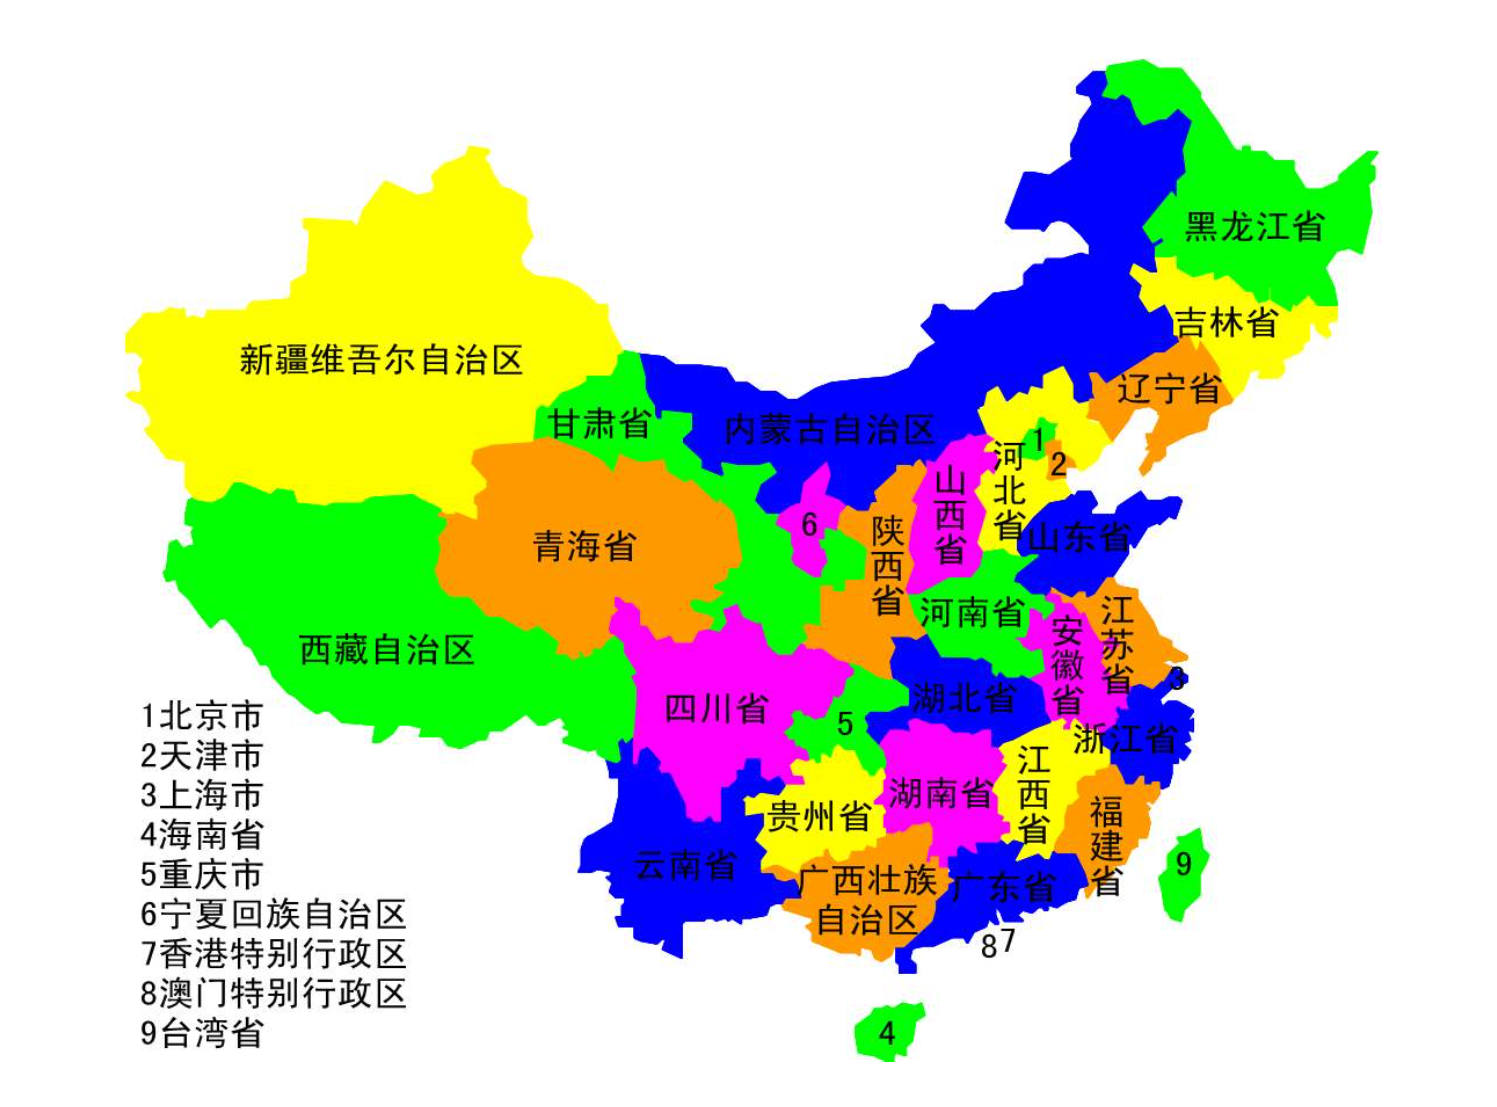 黑龙江省
吉林省
辽宁省
新疆维吾尔自治区
甘肃省
内蒙古自治区
河北省
1
2
山西省
陕西省
6
山东省
青海省
河南省
江苏省
安徽省
西藏自治区
3
四川省
5
湖北省
浙江省
江西省
湖南省
贵州省
福建省
云南省
广西壮族
自治区
广东省
9
87
4
1北京市
2天津市
3上海市
4海南省
5重庆市
6宁夏回族自治区
7香港特别行政区
8澳门特别行政区
9台湾省